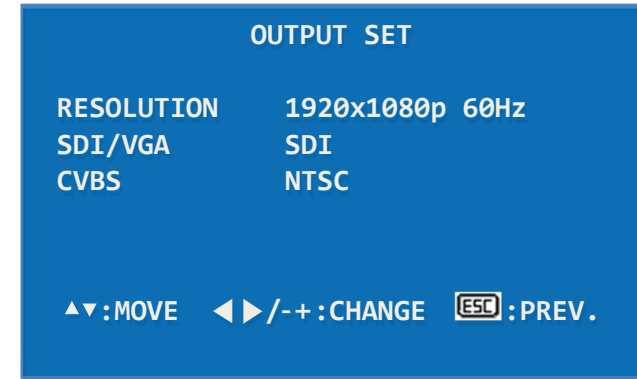 OUTPUT SET
RESOLUTION 1920x1080p 60Hz
SDI/VGA SDI
CVBS NTSC
▲▼:MOVE ◀▶/-+:CHANGE ESC:PREV.